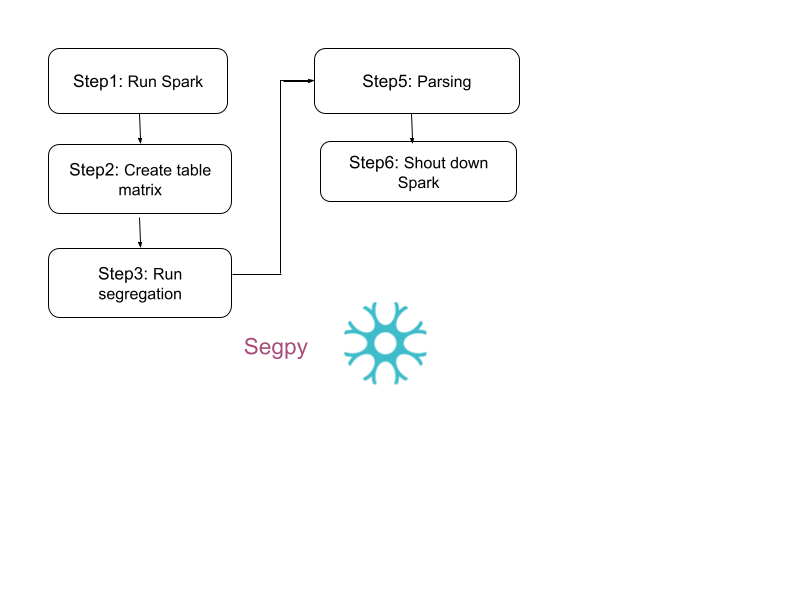 Step1: Run Spark
Step2: Create table
matrix
Step3: Run
segregation
Step5: Parsing
Step6: Shout down
Spark
Segpy